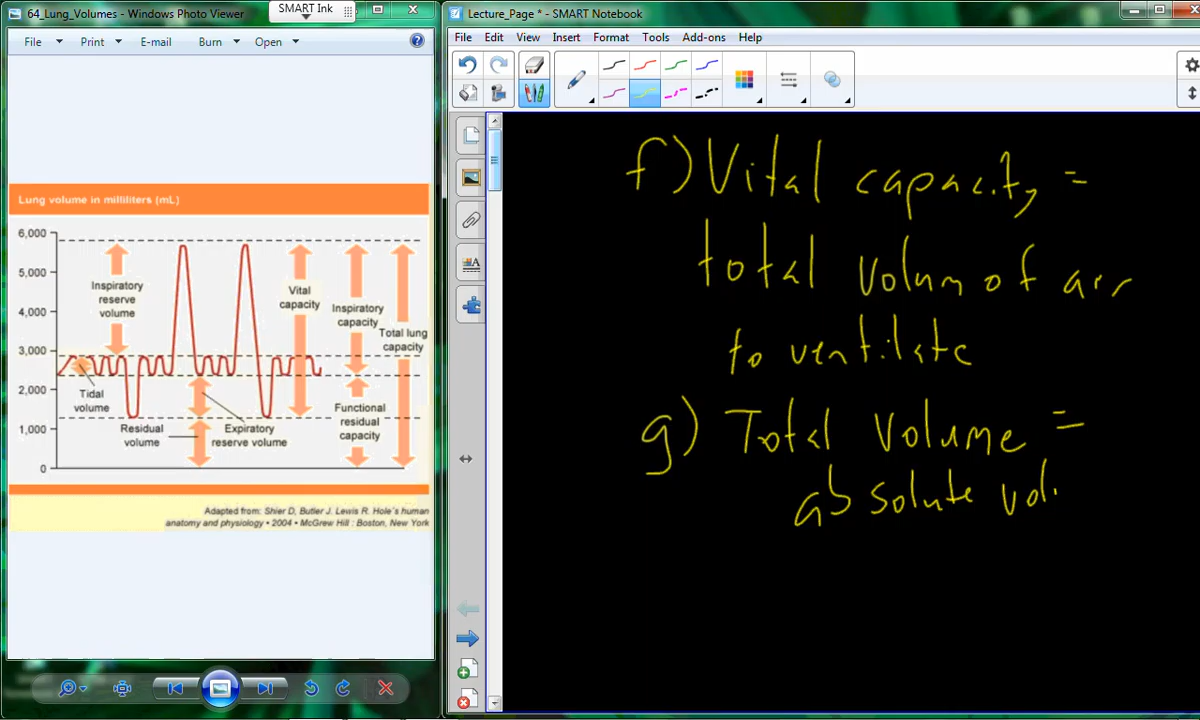 64_Lung_Volumes - Windows Photo Viewer
SMART Ink
File Print E-mail Burn Open
Lung volume in milliliters (mL)
6,000
5,000
4,000
3,000
2,000
1,000
0
Inspiratory
reserve
volume
Vital
capacity
Inspiratory
capacity
Total lung
capacity
Tidal
volume
Residual
volume
Expiratory
reserve volume
Functional
residual
capacity
Adapted from: Shier D, Butler J. Lewis R. Hole's human
anatomy and physiology • 2004 • McGrew Hill : Boston, New York
Lecture_Page * - SMART Notebook
File Edit View Insert Format Tools Add-ons Help
f) Vital capacity =
total volum of air
to ventilate
g) Total Volume =
absolute vol